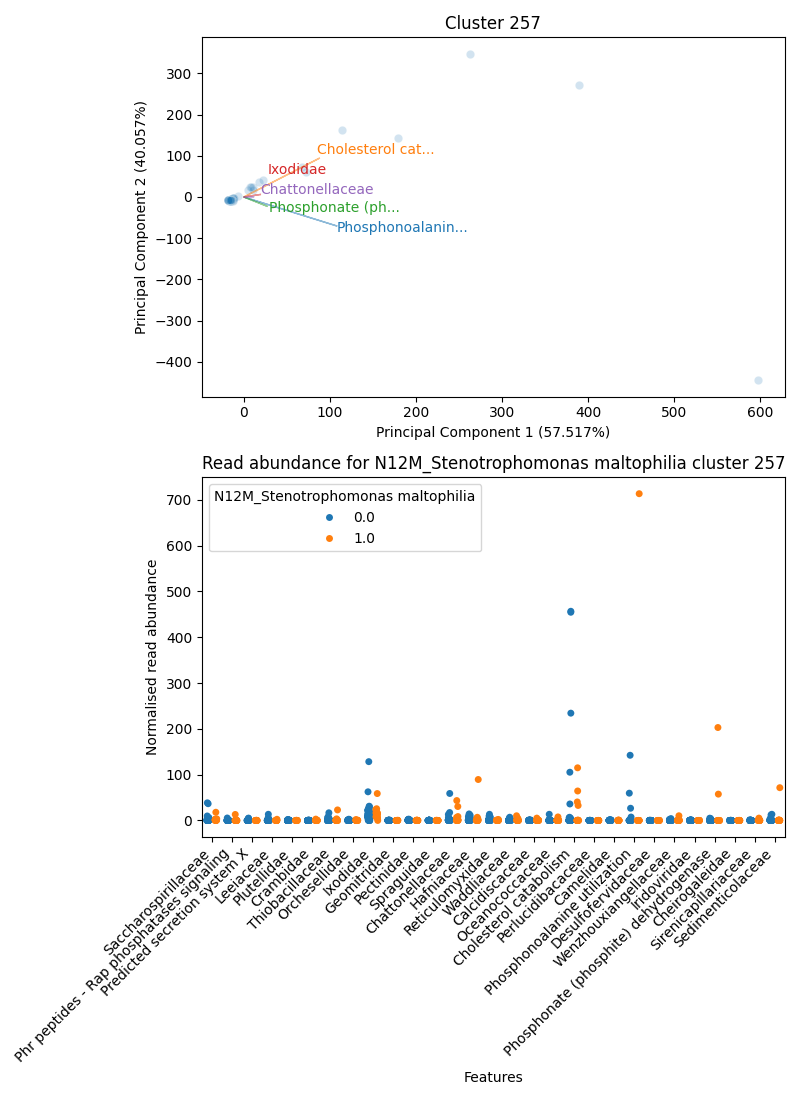 Cluster 257
Principal Component 2 (40.057%)
300
200
100
0
−100
−200
−300
−400
Cholesterol cat...
Ixodidae
Chattonellaceae
Phosphonate (ph...
Phosphonoalanin...
0
100
200
300
400
500
600
Principal Component 1 (57.517%)
Read abundance for N12M_Stenotrophomonas maltophilia cluster 257
Normalised read abundance
700
600
500
400
300
200
100
0
N12M_Stenotrophomonas maltophilia
0.0
1.0
Saccharospirillaceae
Phr peptides - Rap phosphatases signaling
Predicted secretion system X
Leeiaceae
Plutellidae
Crambidae
Thiobacillaceae
Orchesellidae
Ixodidae
Geometridae
Pectinidae
Spraguidae
Chattonellaceae
Hafniaceae
Reticulomyxidae
Waddliaceae
Calcidiscaceae
Oceanococcaceae
Cholesterol catabolism
Perlucidibacaceae
Camelidae
Phosphonoalanine utilization
Desulfofervidaceae
Wenzhouxiangellaceae
Iridoviridae
Phosphonate (phosphite) dehydrogenase
Cheirogaleidae
Sirenicapillariaceae
Sedimenticolaceae
Features